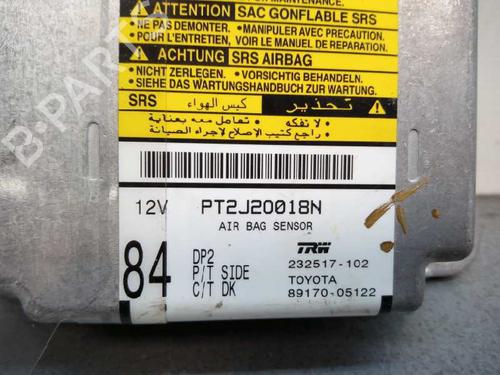 ATTENTION SAC GONFLABLE SRS
•NE PAS DEMONTER. •MANIPULER AVEC PRECAUTION.
•POUR L'ENTRETIEN, VOIR LE MANUEL DE REPARATION.
ACHTUNG SRS AIRBAG
•NICHT ZERLEGEN. •VORSICHTIG BEHANDELN.
•SIEHE DAS WARTUNGSHANDBUCH ZUR WARTUNG.
SRS كيس الهواء تحذير
•لا تفكه •تعامل معه بعناية
•راجع كتيب الإصلاح لاجراء الصيانة
12V PT2J20018N
AIR BAG SENSOR
84 DP2 TRW
P/T SIDE 232517-102
C/T DK TOYOTA
89170-05122
B-PARTS